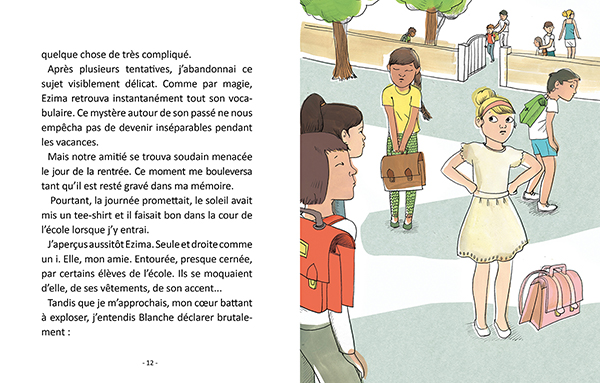 quelque chose de très compliqué.
Après plusieurs tentatives, j'abandonnai ce
sujet visiblement délicat. Comme par magie,
Ezima retrouva instantanément tout son voca-
bulaire. Ce mystère autour de son passé ne nous
empêcha pas de devenir inséparables pendant
les vacances.
Mais notre amitié se trouva soudain menacée
le jour de la rentrée. Ce moment me bouleversa
tant qu'il est resté gravé dans ma mémoire.
Pourtant, la journée promettait, le soleil avait
mis un tee-shirt et il faisait bon dans la cour de
l'école lorsque j'y entrai.
J'aperçus aussitôt Ezima. Seule et droite comme
un i. Elle, mon amie. Entourée, presque cernée,
par certains élèves de l'école. Ils se moquaient
d'elle, de ses vêtements, de son accent...
Tandis que je m'approchais, mon cœur battant
à exploser, j'entendis Blanche déclarer brutale-
ment :
- 12 -